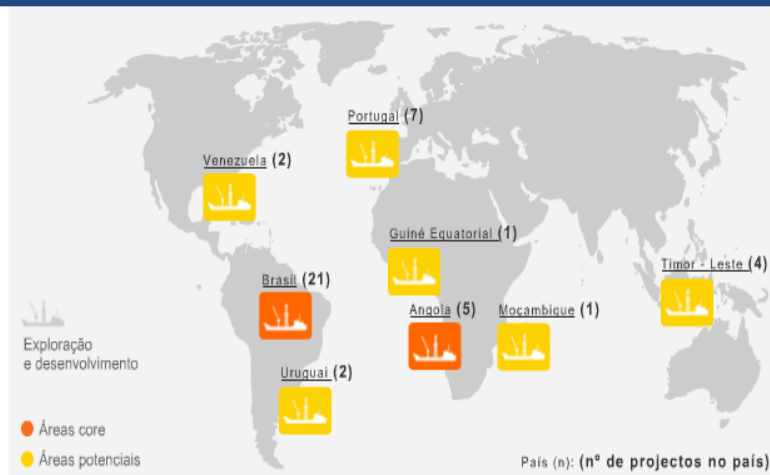 Portugal (7)
Venezuela (2)
Guiné Equatorial (1)
Timor - Leste (4)
Brasil (21)
Angola (5)
Moçambique (1)
Exploração
e desenvolvimento
Uruguai (2)
Áreas core
Áreas potenciais
País (n): (nº de projectos no país)